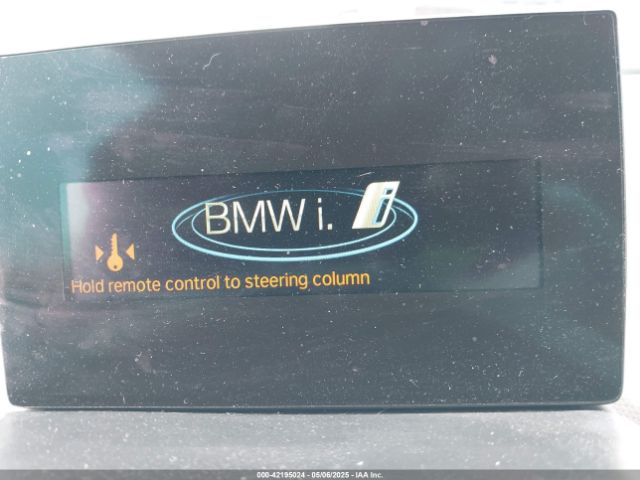 BMW i. i
Hold remote control to steering column
000-42195024 | 05/06/2025 - IAA Inc.